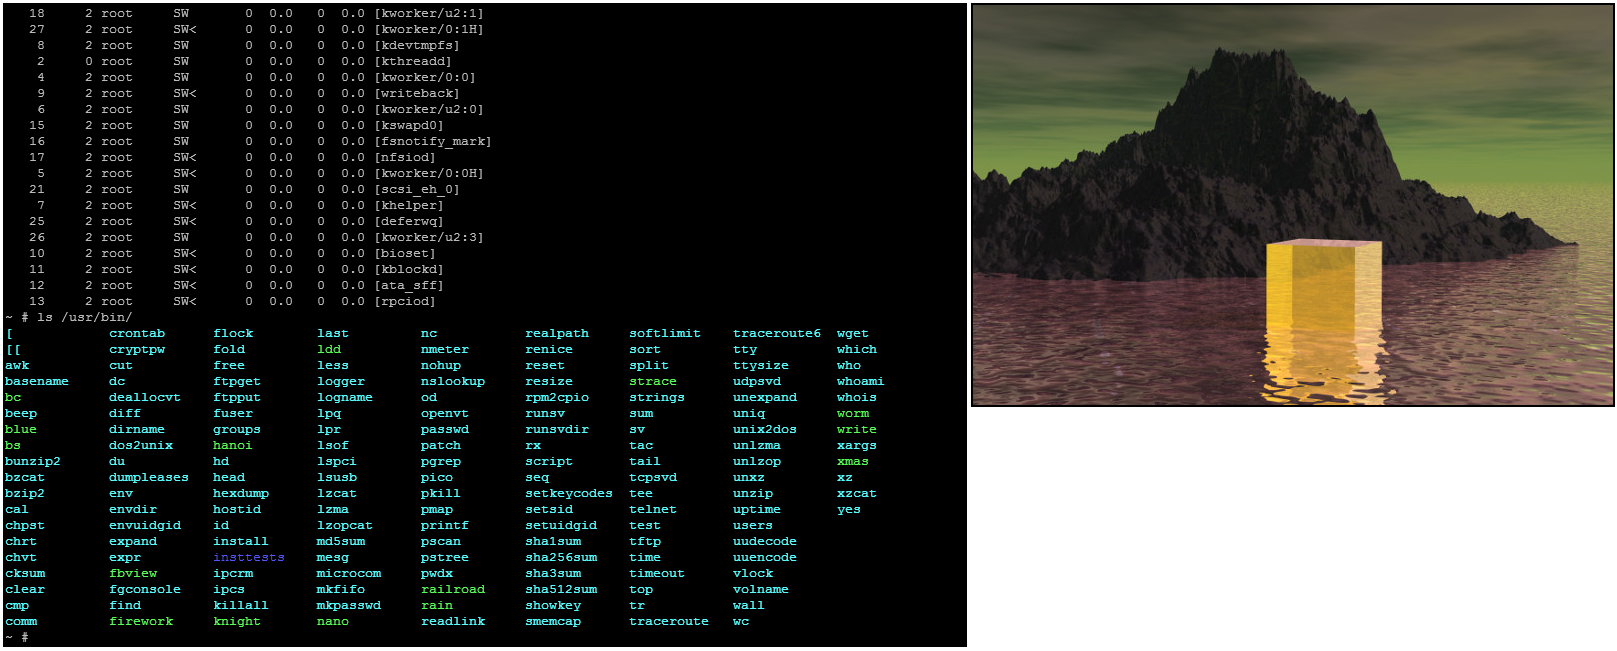 18 2 root SW 0 0.0 0 0.0 [kworker/u2:1]
27 2 root SW< 0 0.0 0 0.0 [kworker/0:1H]
8 2 root SW 0 0.0 0 0.0 [kdevtmpfs]
2 0 root SW 0 0.0 0 0.0 [kthreadd]
4 2 root SW 0 0.0 0 0.0 [kworker/0:0]
9 2 root SW< 0 0.0 0 0.0 [writeback]
6 2 root SW 0 0.0 0 0.0 [kworker/u2:0]
15 2 root SW 0 0.0 0 0.0 [kswapd0]
16 2 root SW 0 0.0 0 0.0 [fsnotify_mark]
17 2 root SW< 0 0.0 0 0.0 [nfsiod]
5 2 root SW< 0 0.0 0 0.0 [kworker/0:0H]
21 2 root SW 0 0.0 0 0.0 [scsi_eh_0]
7 2 root SW< 0 0.0 0 0.0 [khelper]
25 2 root SW< 0 0.0 0 0.0 [deferwq]
26 2 root SW 0 0.0 0 0.0 [kworker/u2:3]
10 2 root SW< 0 0.0 0 0.0 [bioset]
11 2 root SW< 0 0.0 0 0.0 [kblockd]
12 2 root SW< 0 0.0 0 0.0 [ata_sff]
13 2 root SW< 0 0.0 0 0.0 [rpciod]
~ # ls /usr/bin/
[ crontab flock last nc realpath softlimit traceroute6 wget
[[ cryptpw fold ldd nmeter renice sort tty which
awk cut free less nohup reset split ttysize who
basename dc ftpget logger nslookup resize strace udpsvd whoami
bc deallocvt ftpput logname od rpm2cpio strings unexpand whois
beep diff fuser lpq openvt runsv sum uniq worm
blue dirname groups lpr passwd runsvdir sv unix2dos write
bs dos2unix hanoi lsof patch rx tac unlzma xargs
bunzip2 du hd lspci pgrep script tail unlzop xmas
bzcat dumpleases head lsusb pico seq tcpsvd unxz xz
bzip2 env hexdump lzcat pkill setkeycodes tee unzip xzcat
cal envdir hostid lzma pmap setsid telnet uptime yes
chpst envuidgid id lzopcat printf setuidgid test users
chrt expand install md5sum pscan sha1sum tftp uudecode
chvt expr insttests mesg pstree sha256sum time uuencode
cksum fbview ipcrm microcom pwdx sha3sum timeout vlock
clear fgconsole ipcs mkfifo railroad sha512sum top volname
cmp find killall mkpasswd rain showkey tr wall
comm firework knight nano readlink smemcap traceroute wc
~ #